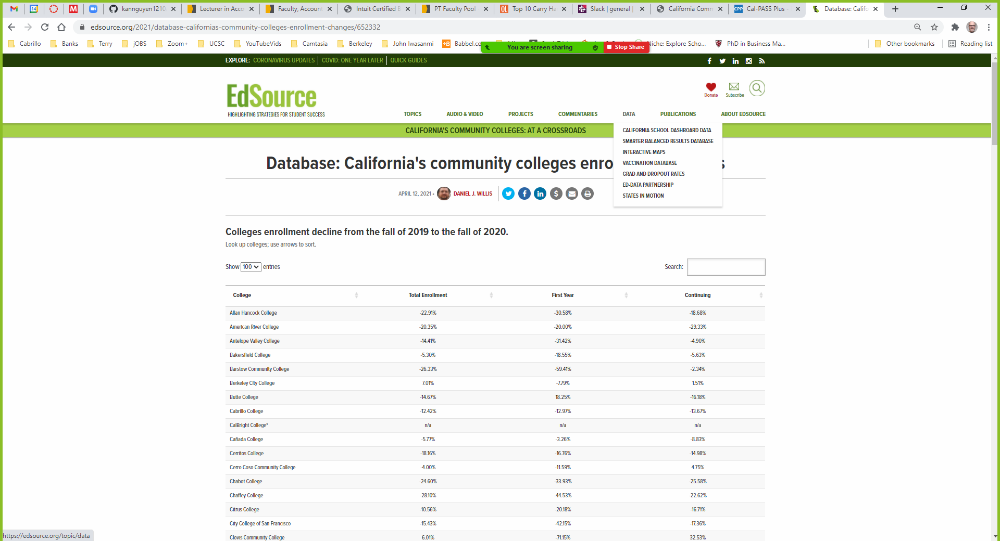 kannguyen1210
Lecturer in Acco
Faculty, Account
Intuit Certified B
PT Faculty Pool
Top 10 Carry Ha
Slack | general |
California Comm
CPP Cal-PASS Plus -
Database: Califo
edsource.org/2021/database-californias-community-colleges-enrollment-changes/652332
Cabrillo Banks Terry jOBS Zoom+ UCSC YouTubeVids Camtasia Berkeley John Iwasanmi Babbel.co Niche: Explore Scho... PhD in Business Ma... Other bookmarks Reading list
You are screen sharing Stop Share
EXPLORE: CORONAVIRUS UPDATES COVID: ONE YEAR LATER QUICK GUIDES
EdSource
HIGHLIGHTING STRATEGIES FOR STUDENT SUCCESS
Donate Subscribe
TOPICS AUDIO & VIDEO PROJECTS COMMENTARIES DATA PUBLICATIONS ABOUT EDSOURCE
CALIFORNIA'S COMMUNITY COLLEGES: AT A CROSSROADS
CALIFORNIA SCHOOL DASHBOARD DATA
SMARTER BALANCED RESULTS DATABASE
INTERACTIVE MAPS
VACCINATION DATABASE
GRAD AND DROPOUT RATES
ED-DATA PARTNERSHIP
STATES IN MOTION
Database: California's community colleges enro s
APRIL 12, 2021 • DANIEL J. WILLIS
Colleges enrollment decline from the fall of 2019 to the fall of 2020.
Look up colleges; use arrows to sort.
Show 100 entries Search:
College Total Enrollment First Year Continuing
Allan Hancock College -22.91% -30.58% -18.68%
American River College -20.35% -20.00% -29.33%
Antelope Valley College -14.41% -31.42% -4.90%
Bakersfield College -5.30% -18.55% -5.63%
Barstow Community College -26.33% -59.41% -2.34%
Berkeley City College 7.01% -7.79% 1.51%
Butte College -14.67% 18.25% -16.18%
Cabrillo College -12.42% -12.97% -13.67%
CalBright College* n/a n/a n/a
Cañada College -5.77% -3.26% -8.83%
Cerritos College -18.16% -16.76% -14.98%
Cerro Coso Community College -4.00% -11.59% 4.75%
Chabot College -24.60% -33.93% -25.58%
Chaffey College -28.10% -44.53% -22.62%
Citrus College -10.56% -20.18% -16.71%
City College of San Francisco -15.43% -42.15% -17.36%
Clovis Community College 6.01% -71.15% 32.53%
https://edsource.org/topic/data